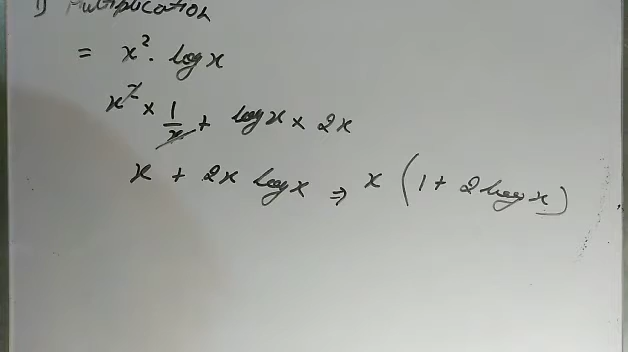 1) Multiplication
= x². log x
x² × 1/x + log x × 2x
x + 2x log x ⇒ x (1 + 2 log x)